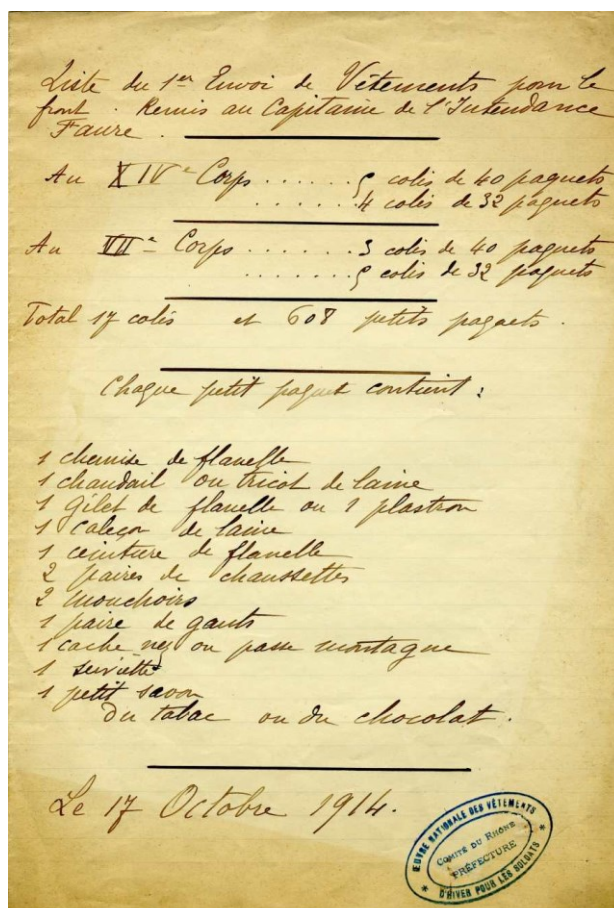 Liste du 1er Envoi de Vêtements pour le
front. Remis au Capitaine de l'Intendance
Faure.
Au XIVe Corps ...... 5 colis de 40 paquets
...... 4 colis de 32 paquets
Au VIIe Corps ...... 3 colis de 40 paquets
....... 5 colis de 32 paquets
Total 17 colis et 608 petits paquets.
Chaque petit paquet contient :
1 chemise de flanelle
1 chandail ou tricot de laine
1 gilet de flanelle ou 1 plastron
1 caleçon de laine
1 ceinture de flanelle
2 paires de chaussettes
2 mouchoirs
1 paire de gants
1 cache nez ou passe montagne
1 serviette
1 petit savon
Du tabac ou du chocolat.
Le 17 Octobre 1914.
ŒUVRE NATIONALE DES VÊTEMENTS
COMITÉ DU RHÔNE
PRÉFECTURE
* D'HIVER POUR LES SOLDATS *